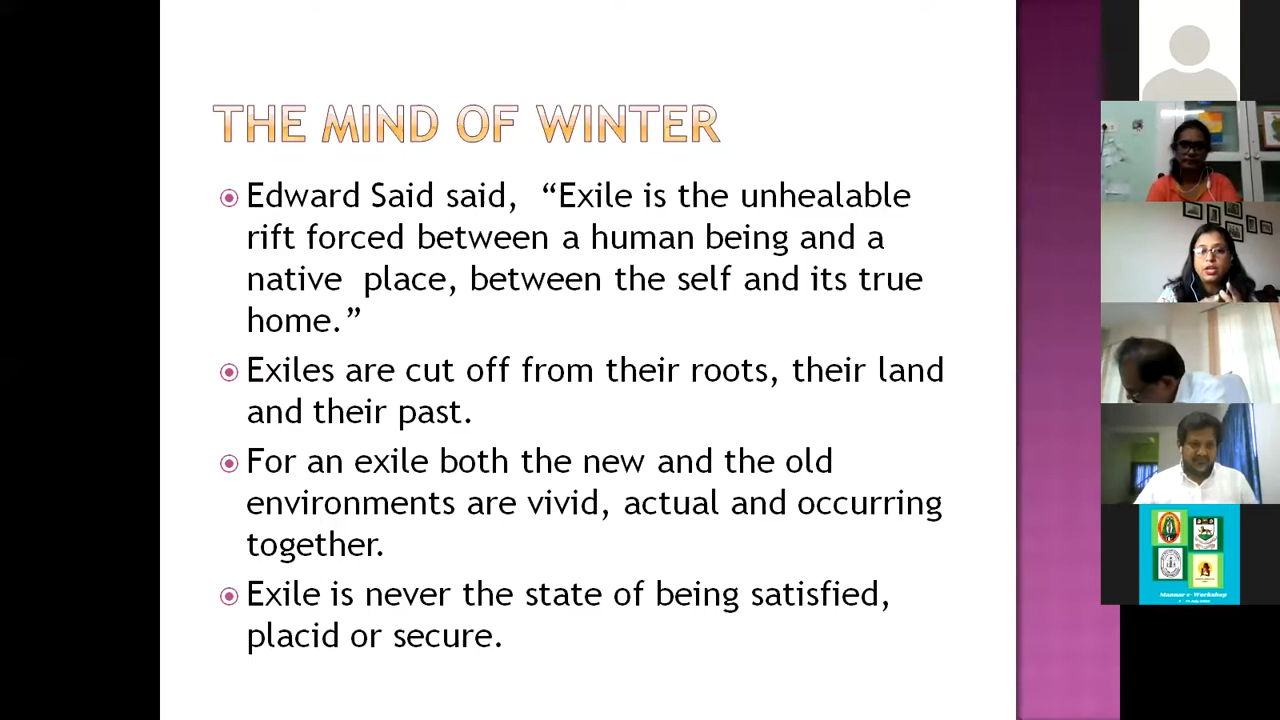 THE MIND OF WINTER
Edward Said said, “Exile is the unhealable
rift forced between a human being and a
native place, between the self and its true
home.”
Exiles are cut off from their roots, their land
and their past.
For an exile both the new and the old
environments are vivid, actual and occurring
together.
Exile is never the state of being satisfied,
placid or secure.
Mannar e-Workshop